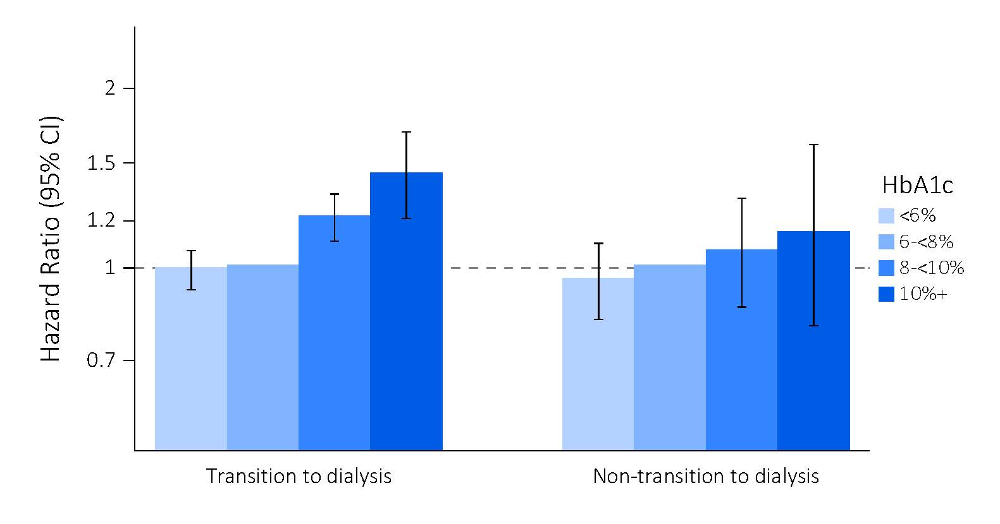 Hazard Ratio (95% CI)
2
1.5
1.2
1
0.7
Transition to dialysis
Non-transition to dialysis
HbA1c
<6%
6-<8%
8-<10%
10%+